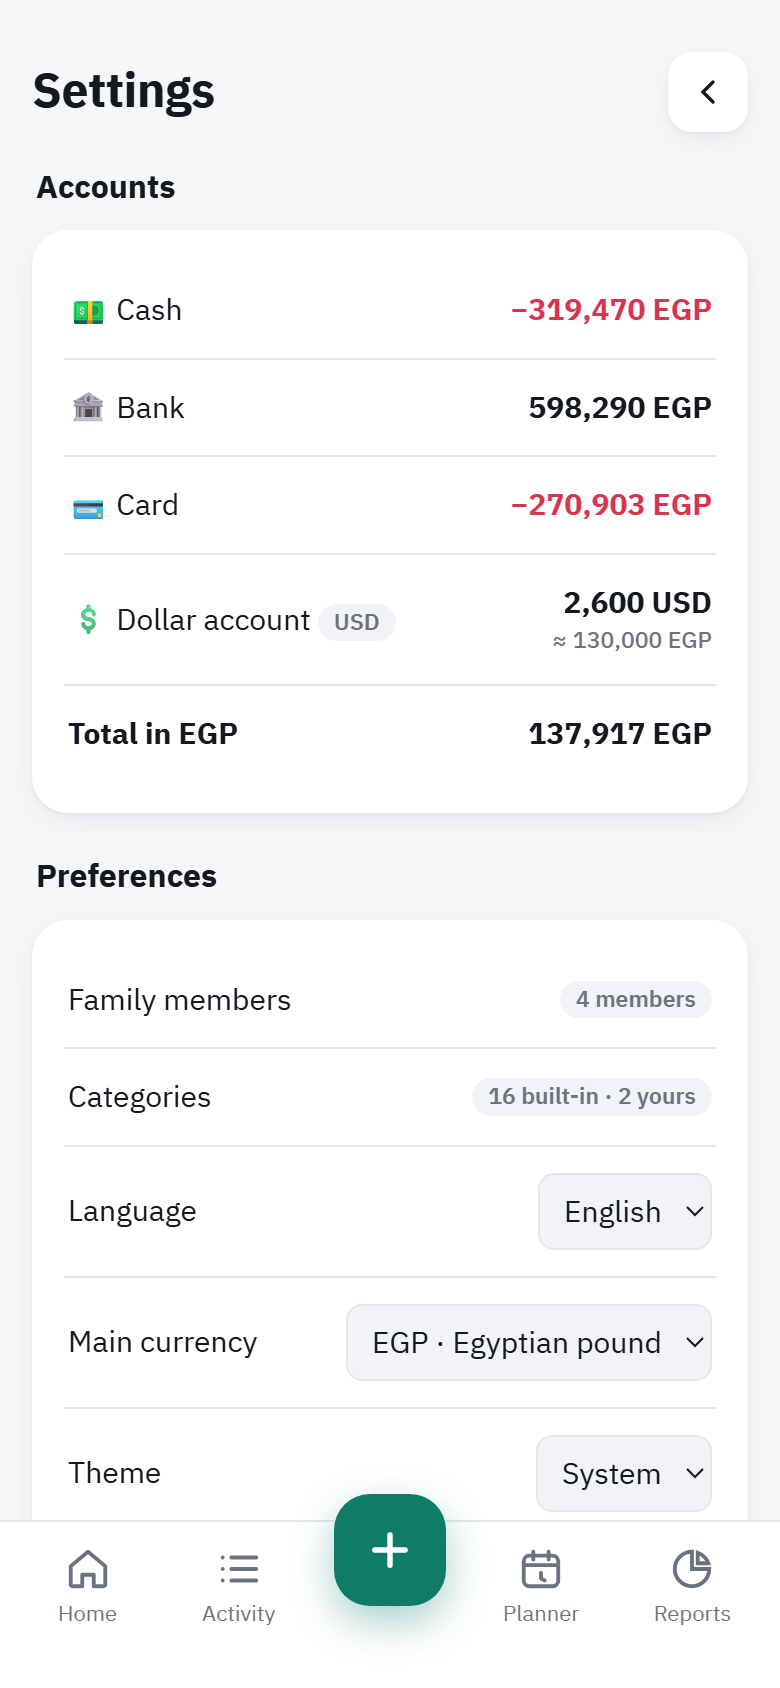 Settings
Accounts
Cash −319,470 EGP
Bank 598,290 EGP
Card −270,903 EGP
Dollar account USD 2,600 USD
≈ 130,000 EGP
Total in EGP 137,917 EGP
Preferences
Family members 4 members
Categories 16 built-in · 2 yours
Language English
Main currency EGP · Egyptian pound
Theme System
Home Activity Planner Reports